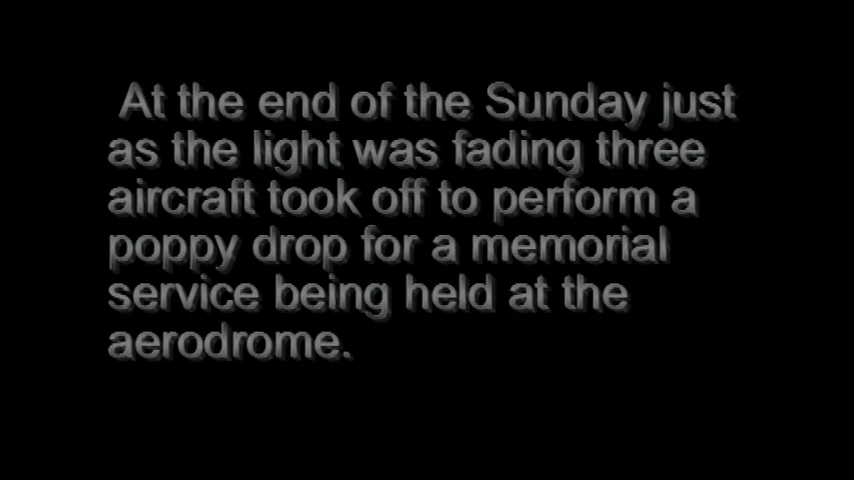 At the end of the Sunday just
as the light was fading three
aircraft took off to perform a
poppy drop for a memorial
service being held at the
aerodrome.